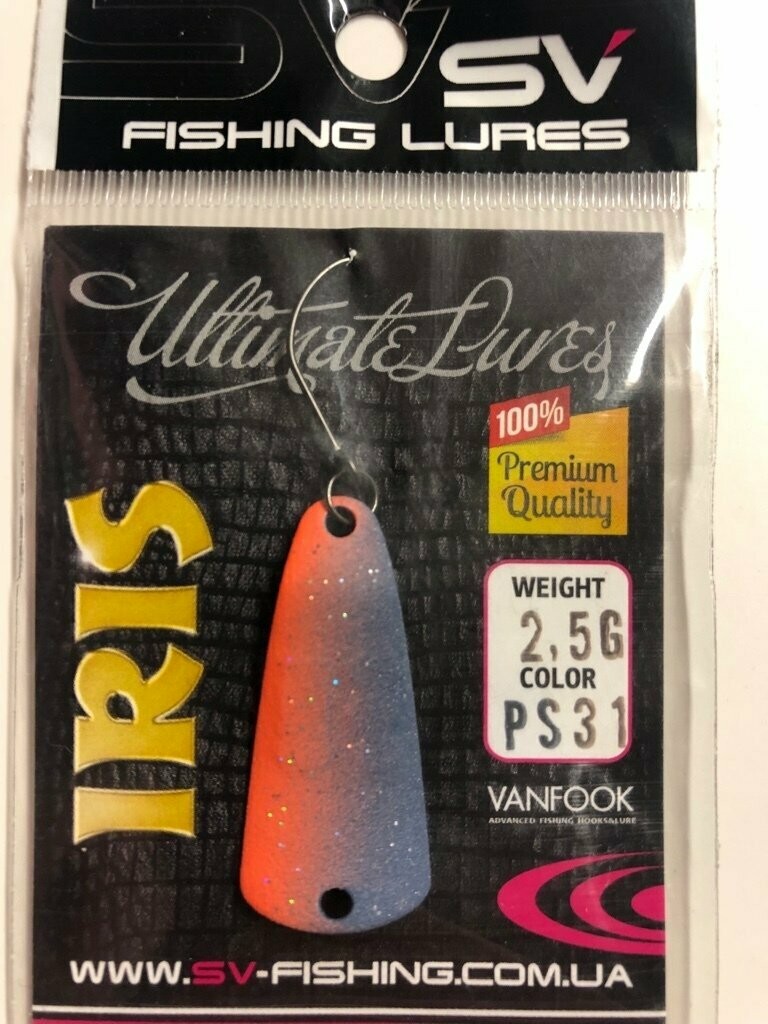 SV
SV
FISHING LURES
Ultimate Lures
100%
Premium
Quality
IRIS
WEIGHT
2,5G
COLOR
PS31
VANFOOK
ADVANCED FISHING HOOKS&LURE
WWW.SV-FISHING.COM.UA